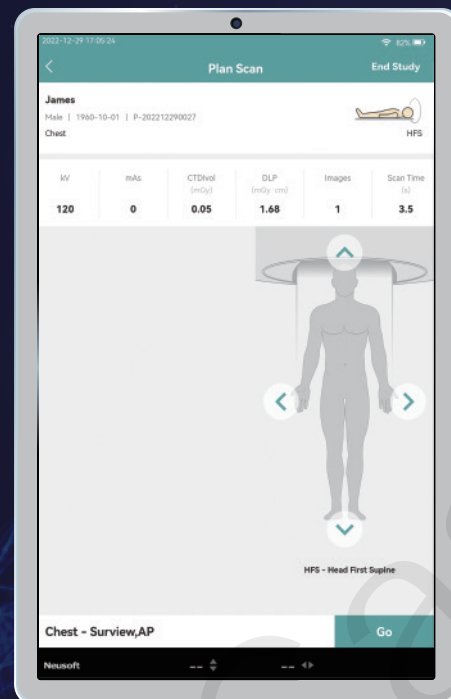 2022-12-29 17:05:24 82%
Plan Scan End Study
James
Male | 1960-10-01 | P-202212290027
Chest HFS
kV mAs CTDIvol DLP Images Scan Time
(mGy) (mGy·cm) (s)
120 0 0.05 1.68 1 3.5
HFS - Head First Supine
Chest - Surview,AP Go
Neusoft -- --